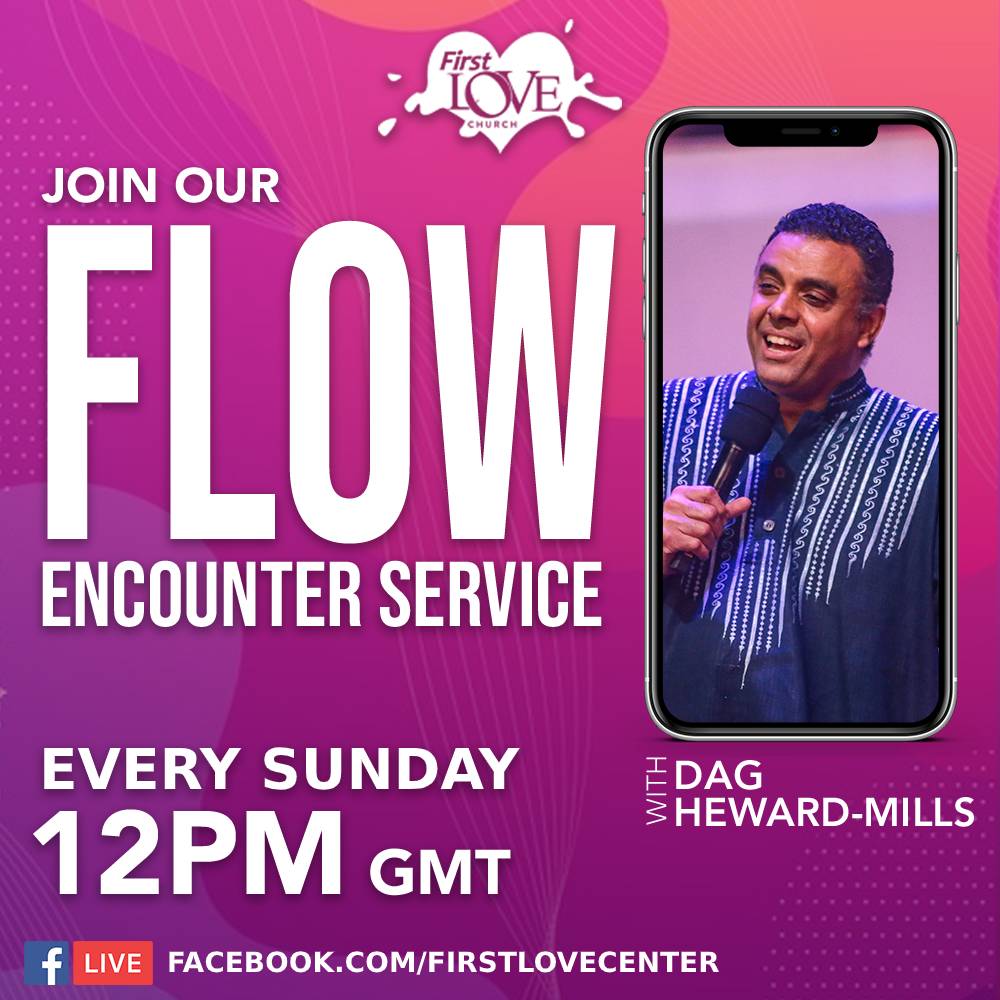 First
LOVE
CHURCH
JOIN OUR
FLOW
ENCOUNTER SERVICE
EVERY SUNDAY
12PM GMT
WITH
DAG
HEWARD-MILLS
f LIVE FACEBOOK.COM/FIRSTLOVECENTER